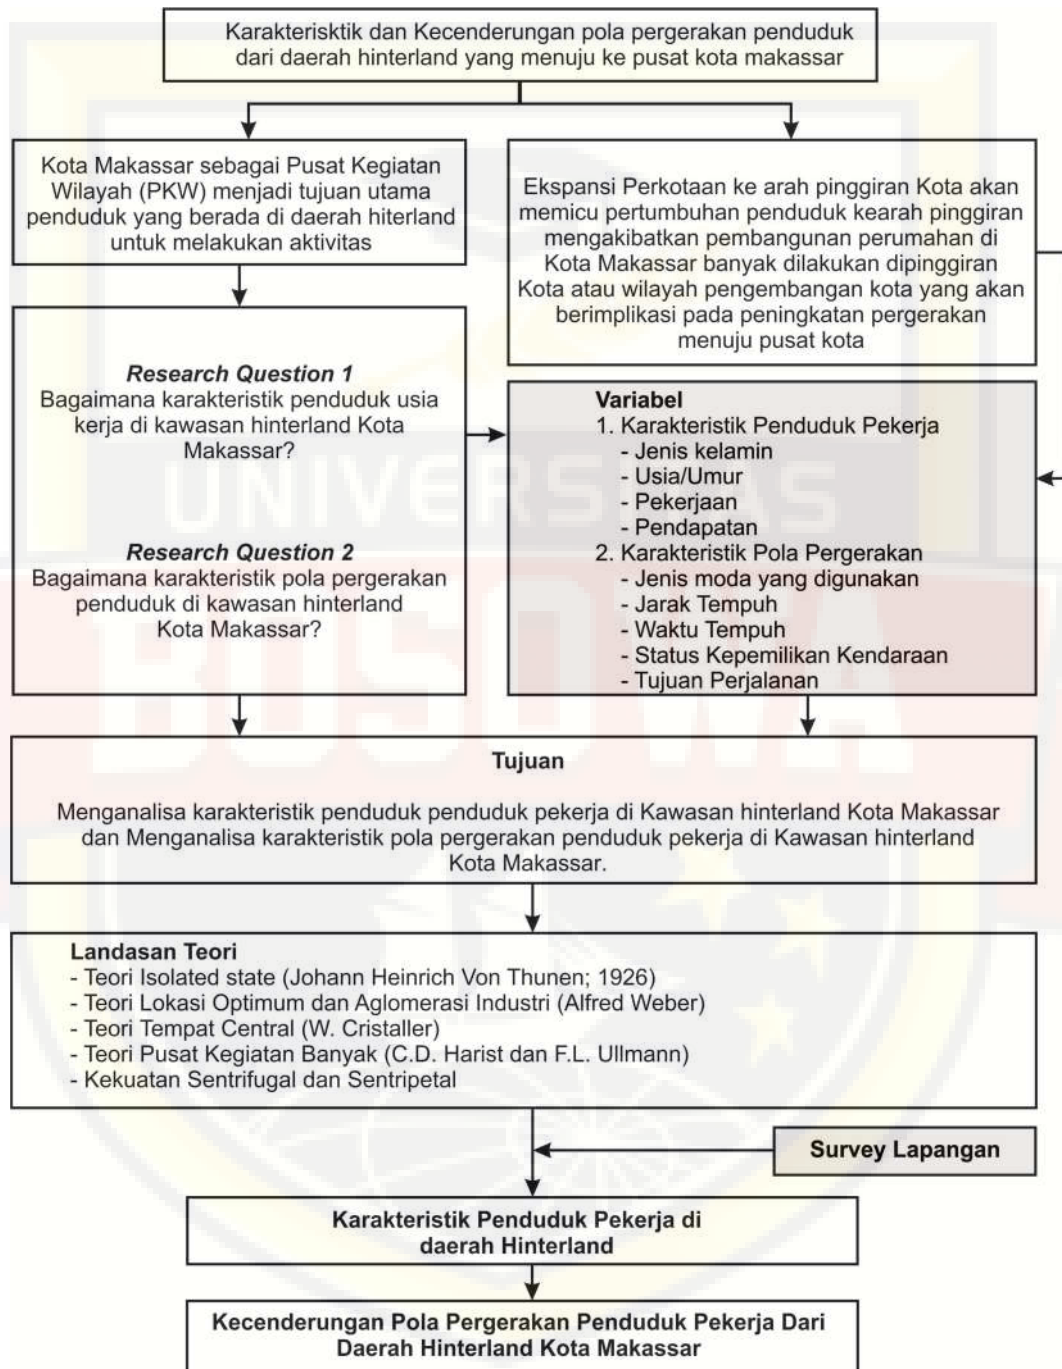 Karakterisktik dan Kecenderungan pola pergerakan penduduk
dari daerah hinterland yang menuju ke pusat kota makassar
Kota Makassar sebagai Pusat Kegiatan
Wilayah (PKW) menjadi tujuan utama
penduduk yang berada di daerah hiterland
untuk melakukan aktivitas
Ekspansi Perkotaan ke arah pinggiran Kota akan
memicu pertumbuhan penduduk kearah pinggiran
mengakibatkan pembangunan perumahan di
Kota Makassar banyak dilakukan dipinggiran
Kota atau wilayah pengembangan kota yang akan
berimplikasi pada peningkatan pergerakan
menuju pusat kota
Research Question 1
Bagaimana karakteristik penduduk usia
kerja di kawasan hinterland Kota
Makassar?
Research Question 2
Bagaimana karakteristik pola pergerakan
penduduk di kawasan hinterland
Kota Makassar?
Variabel
1. Karakteristik Penduduk Pekerja
- Jenis kelamin
- Usia/Umur
- Pekerjaan
- Pendapatan
2. Karakteristik Pola Pergerakan
- Jenis moda yang digunakan
- Jarak Tempuh
- Waktu Tempuh
- Status Kepemilikan Kendaraan
- Tujuan Perjalanan
Tujuan
Menganalisa karakteristik penduduk penduduk pekerja di Kawasan hinterland Kota Makassar
dan Menganalisa karakteristik pola pergerakan penduduk pekerja di Kawasan hinterland
Kota Makassar.
Landasan Teori
- Teori Isolated state (Johann Heinrich Von Thunen; 1926)
- Teori Lokasi Optimum dan Aglomerasi Industri (Alfred Weber)
- Teori Tempat Central (W. Cristaller)
- Teori Pusat Kegiatan Banyak (C.D. Harist dan F.L. Ullmann)
- Kekuatan Sentrifugal dan Sentripetal
Survey Lapangan
Karakteristik Penduduk Pekerja di
daerah Hinterland
Kecenderungan Pola Pergerakan Penduduk Pekerja Dari
Daerah Hinterland Kota Makassar
UNIVERSITAS
BOSOWA